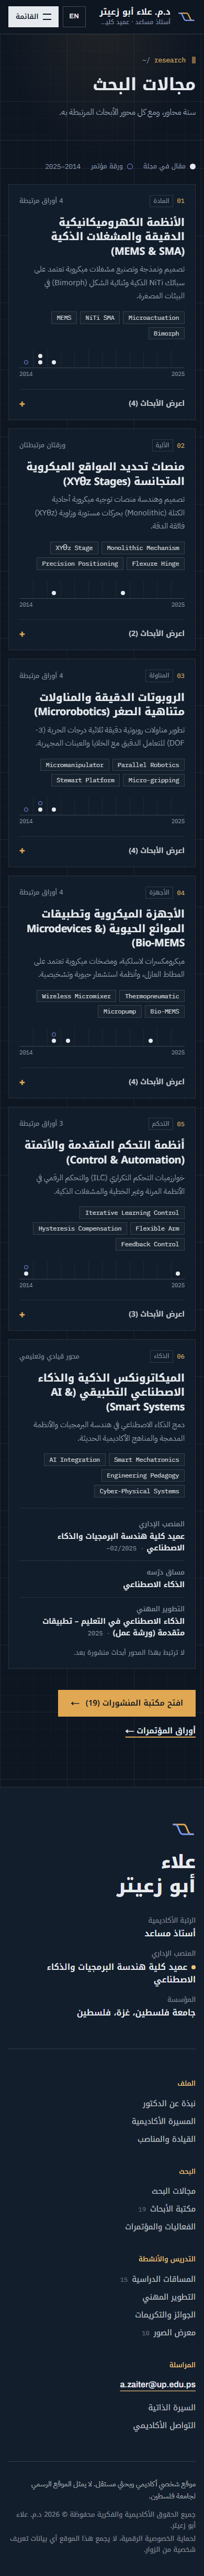 د.م. علاء أبو زعيتر
أستاذ مساعد · عميد كليـ...
EN
القائمة
~/ research
مجالات البحث
ستة محاور، ومع كل محور الأبحاث المرتبطة به.
مقال في مجلة
ورقة مؤتمر
2014–2025
01
المادة
4 أوراق مرتبطة
الأنظمة الكهروميكانيكية
الدقيقة والمشغلات الذكية
(MEMS & SMA)
تصميم ونمذجة وتصنيع مشغلات ميكروية تعتمد على
سبائك NiTi الذكية وثنائية الشكل (Bimorph) في
البيئات المصغرة.
Microactuation
NiTi SMA
MEMS
Bimorph
2014
2025
اعرض الأبحاث (4)
+
02
الآلية
ورقتان مرتبطتان
منصات تحديد المواقع الميكروية
المتجانسة (XYθz Stages)
تصميم وهندسة منصات توجيه ميكروية أحادية
الكتلة (Monolithic) بحركات مستوية وزاوية (XYθz)
فائقة الدقة.
Monolithic Mechanism
XYθz Stage
Flexure Hinge
Precision Positioning
2014
2025
اعرض الأبحاث (2)
+
03
المناولة
4 أوراق مرتبطة
الروبوتات الدقيقة والمناولات
متناهية الصغر (Microrobotics)
تطوير مناولات روبوتية دقيقة ثلاثية درجات الحرية (3-
DOF) للتعامل الدقيق مع الخلايا والعينات المجهرية.
Parallel Robotics
Micromanipulator
Micro-gripping
Stewart Platform
2014
2025
اعرض الأبحاث (4)
+
04
الأجهزة
4 أوراق مرتبطة
الأجهزة الميكروية وتطبيقات
الموائع الحيوية (Microdevices &
Bio-MEMS)
ميكرومكسرات لاسلكية، ومضخات ميكروية تعتمد على
المطاط الحراري، وأنظمة استشعار حيوية وتشخيصية.
Thermopneumatic
Wireless Micromixer
Bio-MEMS
Micropump
2014
2025
اعرض الأبحاث (4)
+
05
التحكم
3 أوراق مرتبطة
أنظمة التحكم المتقدمة والأتمتة
(Control & Automation)
خوارزميات التحكم التكراري (ILC)، والتحكم الرقمي في
الأنظمة المرنة وغير الخطية والمشغلات الذكية.
Iterative Learning Control
Flexible Arm
Hysteresis Compensation
Feedback Control
2014
2025
اعرض الأبحاث (3)
+
06
الذكاء
محور قيادي وتعليمي
الميكاترونكس الذكية والذكاء
الاصطناعي التطبيقي (AI &
Smart Systems)
دمج الذكاء الاصطناعي في هندسة البرمجيات والأنظمة
المدمجة والمناهج الأكاديمية الحديثة.
Smart Mechatronics
AI Integration
Engineering Pedagogy
Cyber-Physical Systems
المنصب الإداري
عميد كلية هندسة البرمجيات والذكاء
الاصطناعي · 02/2025–
مساق درّسه
الذكاء الاصطناعي
التطوير المهني
الذكاء الاصطناعي في التعليم – تطبيقات
متقدمة (ورشة عمل) · 2025
لا ترتبط بهذا المحور أبحاث منشورة بعد.
افتح مكتبة المنشورات (19) ←
أوراق المؤتمرات ←
علاء
أبو زعيتر
الرتبة الأكاديمية
أستاذ مساعد
المنصب الإداري
عميد كلية هندسة البرمجيات والذكاء
الاصطناعي
المؤسسة
جامعة فلسطين، غزة، فلسطين
الملف
نبذة عن الدكتور
المسيرة الأكاديمية
القيادة والمناصب
البحث
مجالات البحث
مكتبة الأبحاث 19
الفعاليات والمؤتمرات
التدريس والأنشطة
المساقات الدراسية 15
التطوير المهني
الجوائز والتكريمات
معرض الصور 10
المراسلة
a.zaiter@up.edu.ps
السيرة الذاتية
التواصل الأكاديمي
موقع شخصي أكاديمي وبحثي مستقل. لا يمثل الموقع الرسمي
لجامعة فلسطين.
جميع الحقوق الأكاديمية والفكرية محفوظة © 2026 د.م. علاء
أبو زعيتر.
لحماية الخصوصية الرقمية، لا يجمع هذا الموقع أي بيانات تعريف
شخصية من الزوار.